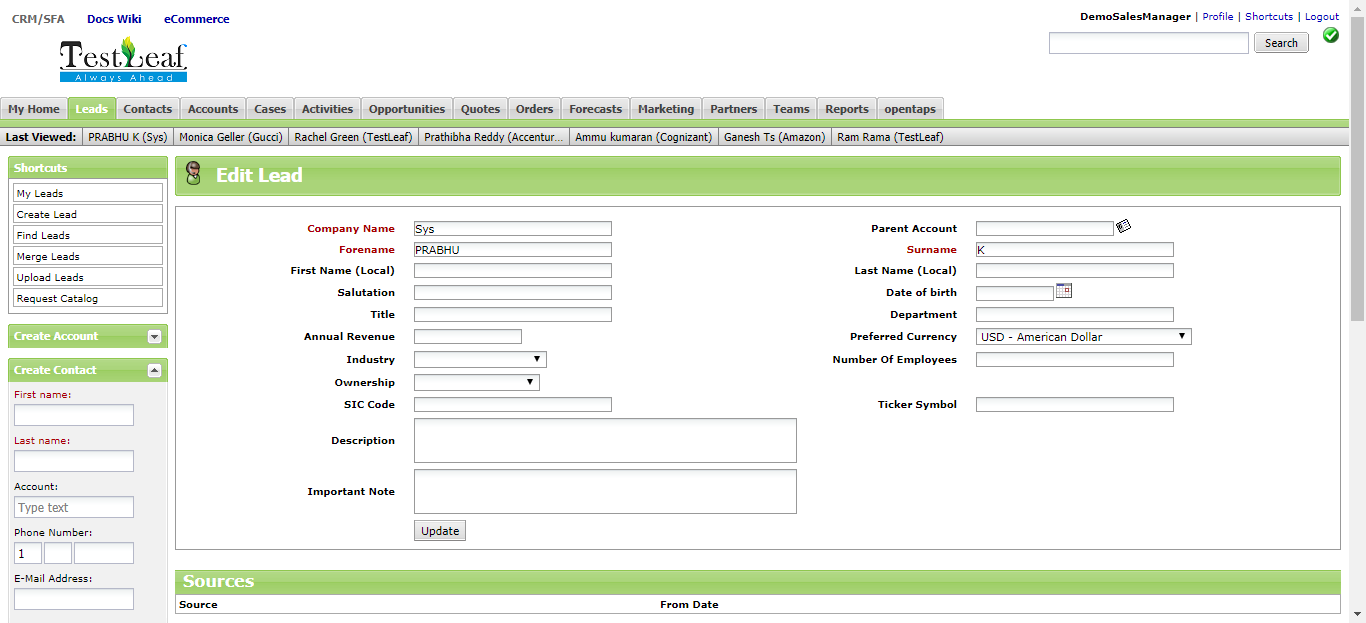 CRM/SFA Docs Wiki eCommerce
DemoSalesManager | Profile | Shortcuts | Logout
Search
TestLeaf
Always Ahead
My Home Leads Contacts Accounts Cases Activities Opportunities Quotes Orders Forecasts Marketing Partners Teams Reports opentaps
Last Viewed: PRABHU K (Sys) Monica Geller (Gucci) Rachel Green (TestLeaf) Prathibha Reddy (Accentur... Ammu kumaran (Cognizant) Ganesh Ts (Amazon) Ram Rama (TestLeaf)
Shortcuts
My Leads
Create Lead
Find Leads
Merge Leads
Upload Leads
Request Catalog
Create Account
Create Contact
First name:
Last name:
Account:
Type text
Phone Number:
1
E-Mail Address:
Edit Lead
Company Name Sys Parent Account
Forename PRABHU Surname K
First Name (Local) Last Name (Local)
Salutation Date of birth
Title Department
Annual Revenue Preferred Currency USD - American Dollar
Industry Number Of Employees
Ownership
SIC Code Ticker Symbol
Description
Important Note
Update
Sources
Source From Date